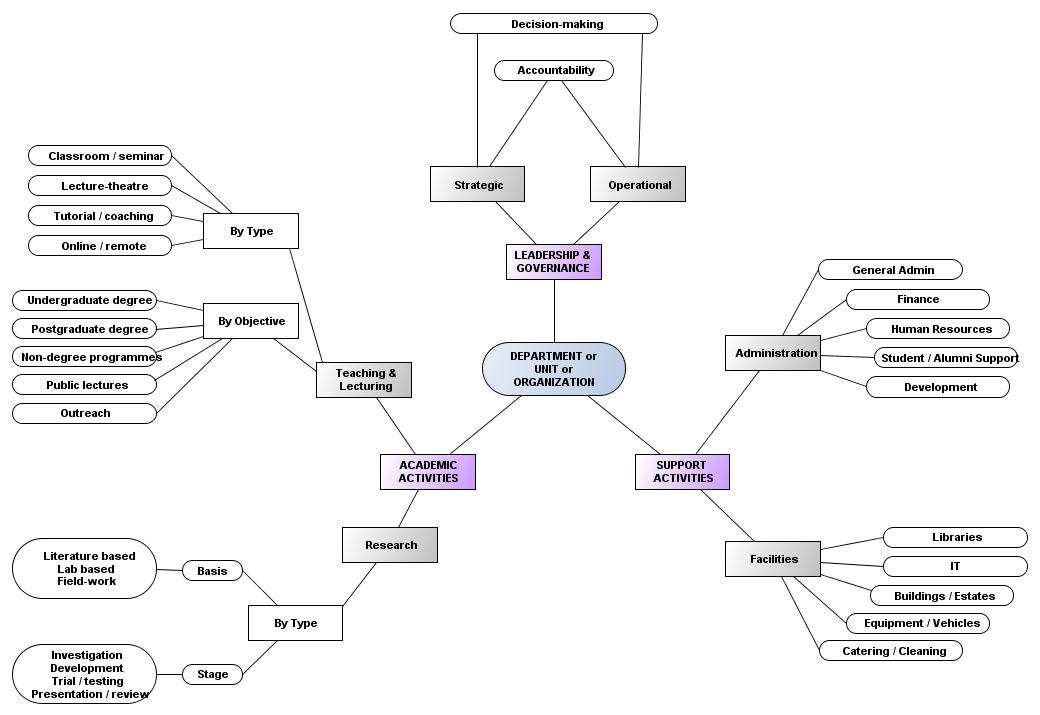 Decision-making
Accountability
Strategic
Operational
LEADERSHIP &
GOVERNANCE
DEPARTMENT or
UNIT or
ORGANIZATION
Classroom / seminar
Lecture-theatre
Tutorial / coaching
Online / remote
By Type
Undergraduate degree
Postgraduate degree
Non-degree programmes
Public lectures
Outreach
By Objective
Teaching &
Lecturing
ACADEMIC
ACTIVITIES
Research
Literature based
Lab based
Field-work
Basis
By Type
Investigation
Development
Trial / testing
Presentation / review
Stage
General Admin
Finance
Human Resources
Student / Alumni Support
Development
Administration
SUPPORT
ACTIVITIES
Facilities
Libraries
IT
Buildings / Estates
Equipment / Vehicles
Catering / Cleaning